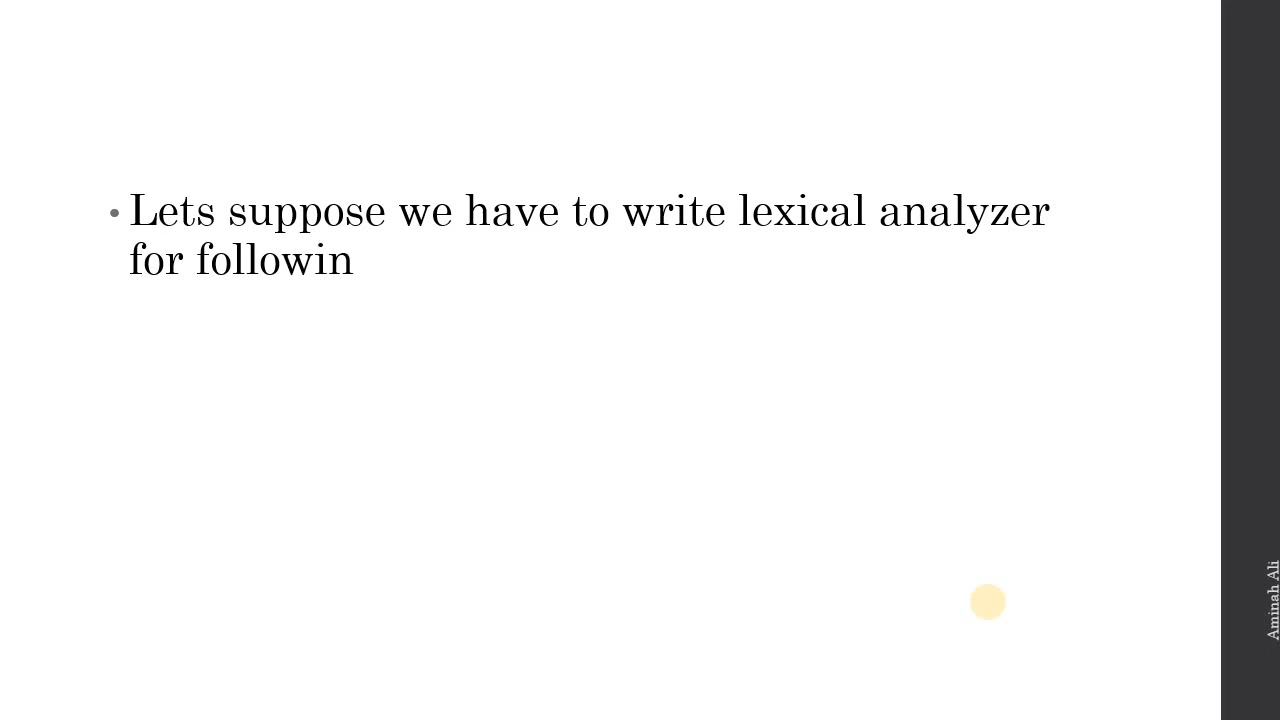 • Lets suppose we have to write lexical analyzer
for followin
Aminah Ali